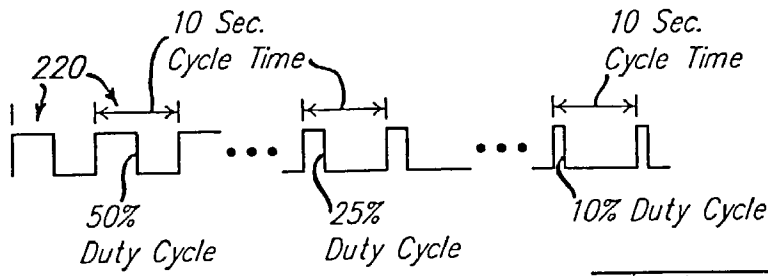 10 Sec.
Cycle Time
10 Sec.
Cycle Time
220
50%
Duty Cycle
25%
Duty Cycle
10% Duty Cycle